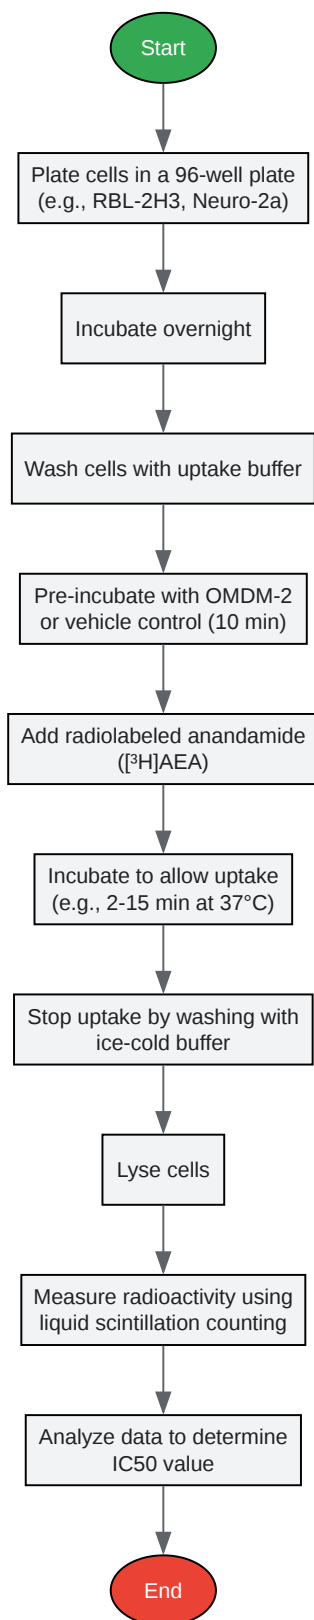 Start
Plate cells in a 96-well plate
(e.g., RBL-2H3, Neuro-2a)
Incubate overnight
Wash cells with uptake buffer
Pre-incubate with OMDM-2
or vehicle control (10 min)
Add radiolabeled anandamide
([³H]AEA)
Incubate to allow uptake
(e.g., 2-15 min at 37°C)
Stop uptake by washing with
ice-cold buffer
Lyse cells
Measure radioactivity using
liquid scintillation counting
Analyze data to determine
IC50 value
End